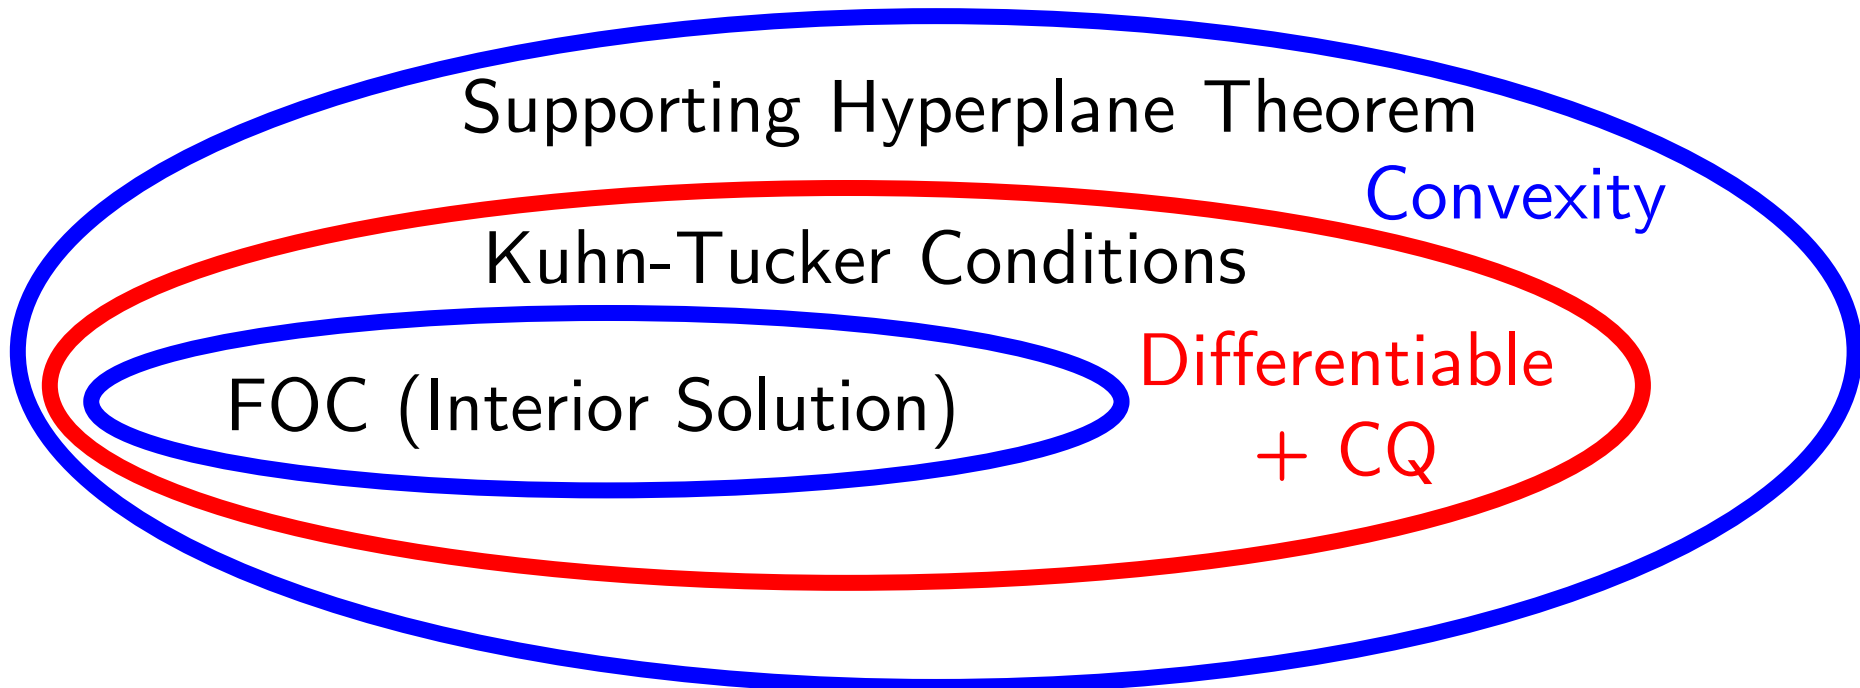 Supporting Hyperplane Theorem
Convexity
Kuhn-Tucker Conditions
Differentiable
+ CQ
FOC (Interior Solution)